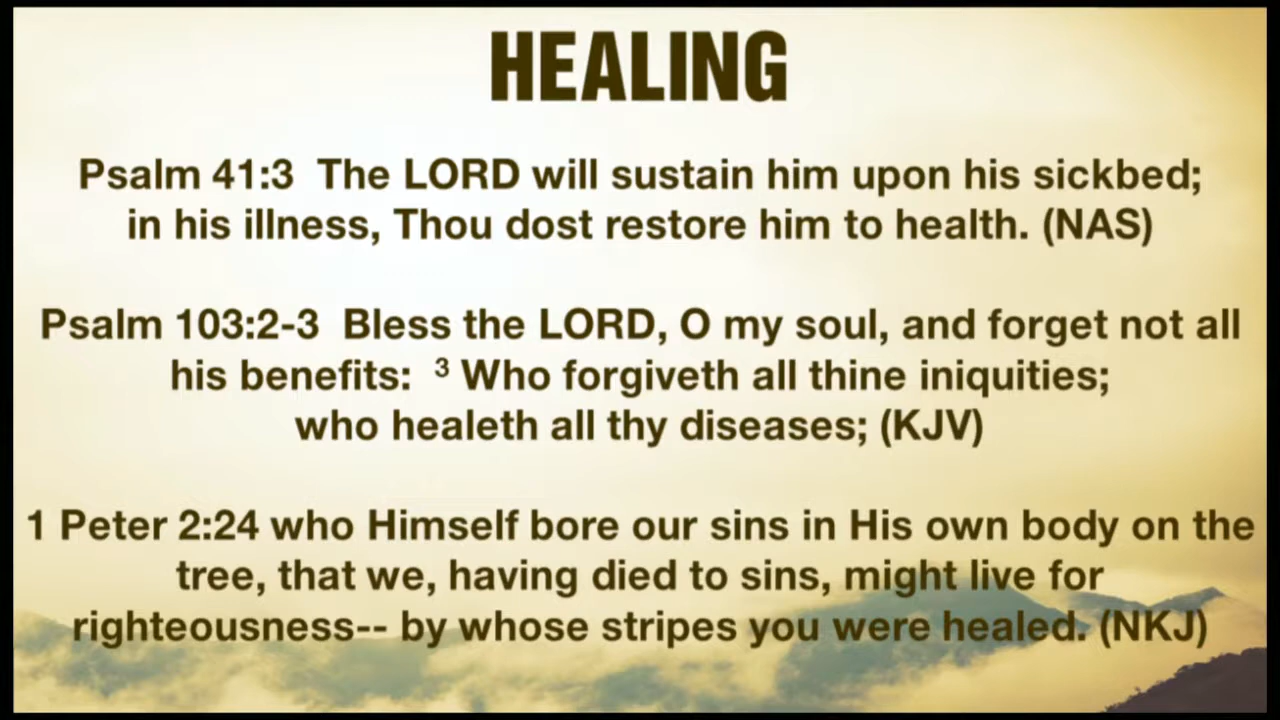 HEALING
Psalm 41:3  The LORD will sustain him upon his sickbed;
in his illness, Thou dost restore him to health. (NAS)
Psalm 103:2-3  Bless the LORD, O my soul, and forget not all
his benefits:  ³ Who forgiveth all thine iniquities;
who healeth all thy diseases; (KJV)
1 Peter 2:24 who Himself bore our sins in His own body on the
tree, that we, having died to sins, might live for
righteousness-- by whose stripes you were healed. (NKJ)